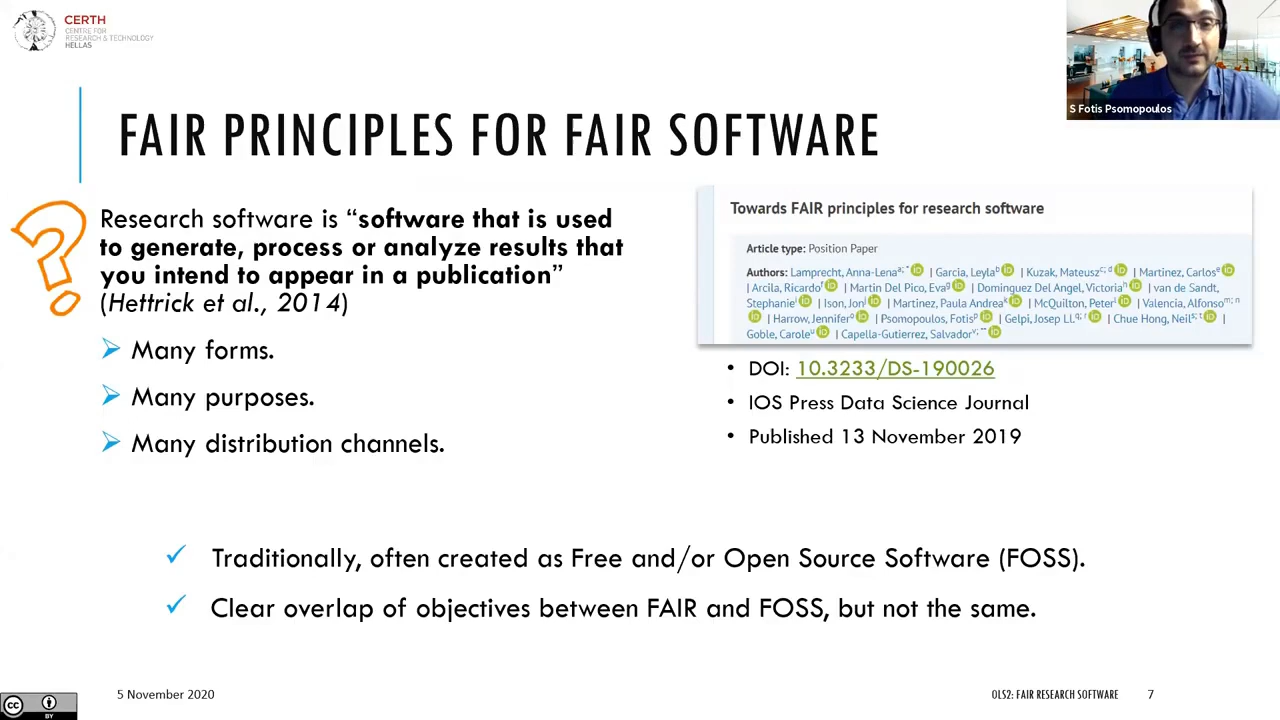 CERTH
CENTRE FOR
RESEARCH & TECHNOLOGY
HELLAS
S Fotis Psomopoulos
FAIR PRINCIPLES FOR FAIR SOFTWARE
Research software is “software that is used
to generate, process or analyze results that
you intend to appear in a publication”
(Hettrick et al., 2014)
Many forms.
Many purposes.
Many distribution channels.
Towards FAIR principles for research software
Article type: Position Paper
Authors: Lamprecht, Anna-Lena a; * | Garcia, Leyla b | Kuzak, Mateusz c; d | Martinez, Carlos e
| Arcila, Ricardo f | Martin Del Pico, Eva g | Dominguez Del Angel, Victoria h | van de Sandt,
Stephanie i | Ison, Jon j | Martinez, Paula Andrea k | McQuilton, Peter l | Valencia, Alfonso m; n
| Harrow, Jennifer o | Psomopoulos, Fotis p | Gelpi, Josep Ll. q; r | Chue Hong, Neil s; t |
Goble, Carole u | Capella-Gutierrez, Salvador v; **
• DOI: 10.3233/DS-190026
• IOS Press Data Science Journal
• Published 13 November 2019
✓ Traditionally, often created as Free and/or Open Source Software (FOSS).
✓ Clear overlap of objectives between FAIR and FOSS, but not the same.
CC BY
5 November 2020
OLS2: FAIR RESEARCH SOFTWARE
7